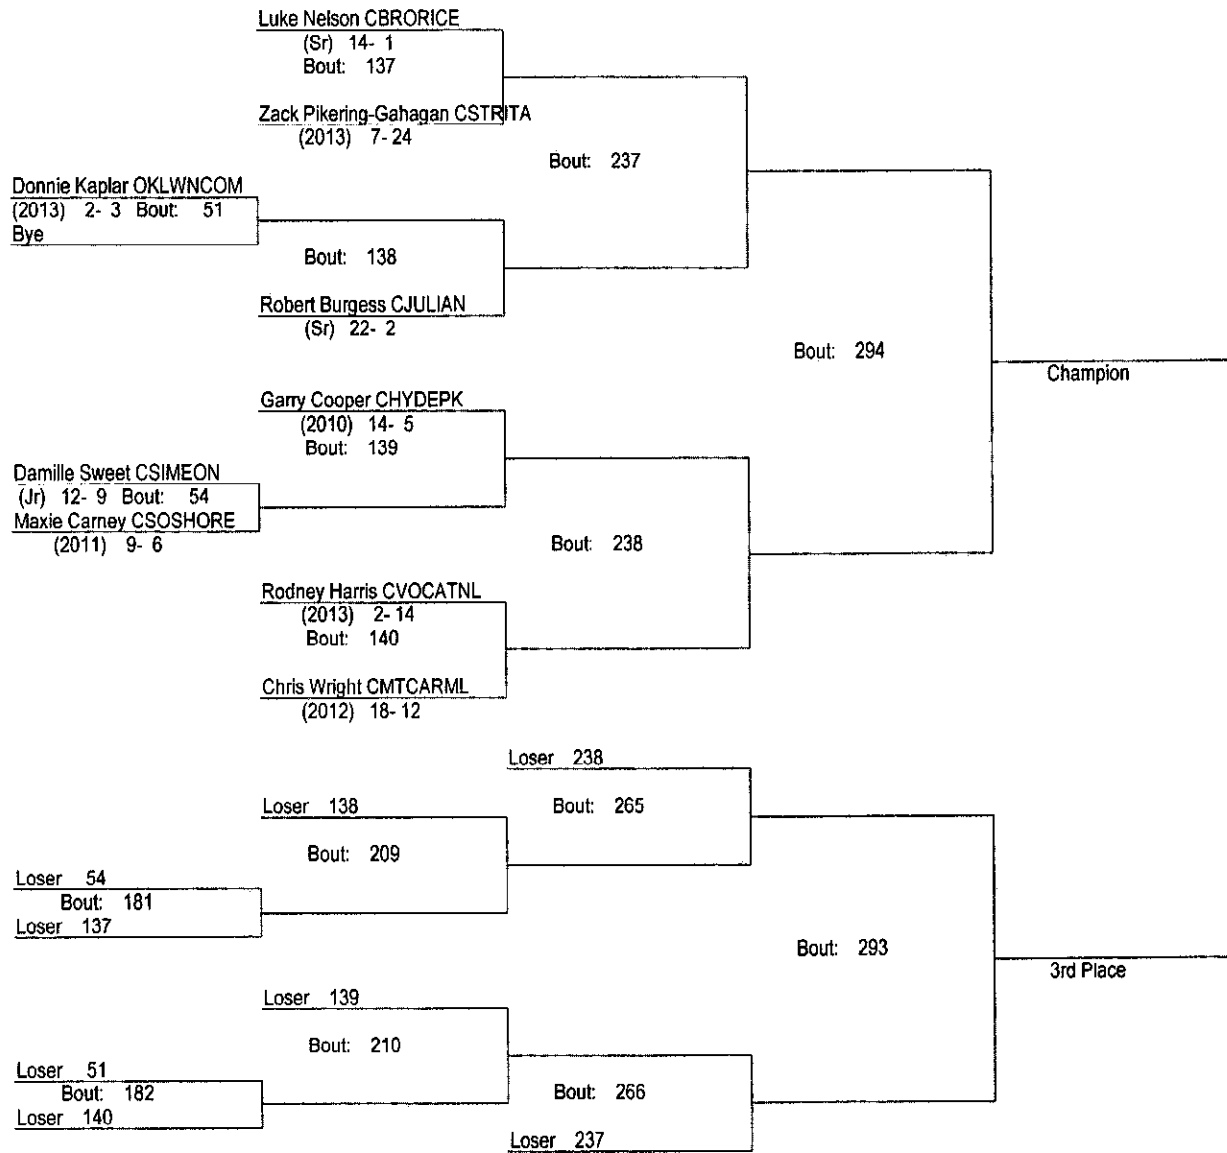 Luke Nelson CBRORICE
(Sr) 14- 1
Bout: 137
Zack Pikering-Gahagan CSTRITA
(2013) 7- 24
Bout: 237
Donnie Kaplar OKLWNCOM
(2013) 2- 3 Bout: 51
Bye
Bout: 138
Robert Burgess CJULIAN
(Sr) 22- 2
Bout: 294
Champion
Garry Cooper CHYDEPK
(2010) 14- 5
Bout: 139
Damille Sweet CSIMEON
(Jr) 12- 9 Bout: 54
Maxie Carney CSOSHORE
(2011) 9- 6
Bout: 238
Rodney Harris CVOCATNL
(2013) 2- 14
Bout: 140
Chris Wright CMTCARML
(2012) 18- 12
Loser 238
Bout: 265
Loser 138
Bout: 209
Loser 54
Bout: 181
Loser 137
Bout: 293
3rd Place
Loser 139
Bout: 210
Loser 51
Bout: 182
Loser 140
Bout: 266
Loser 237